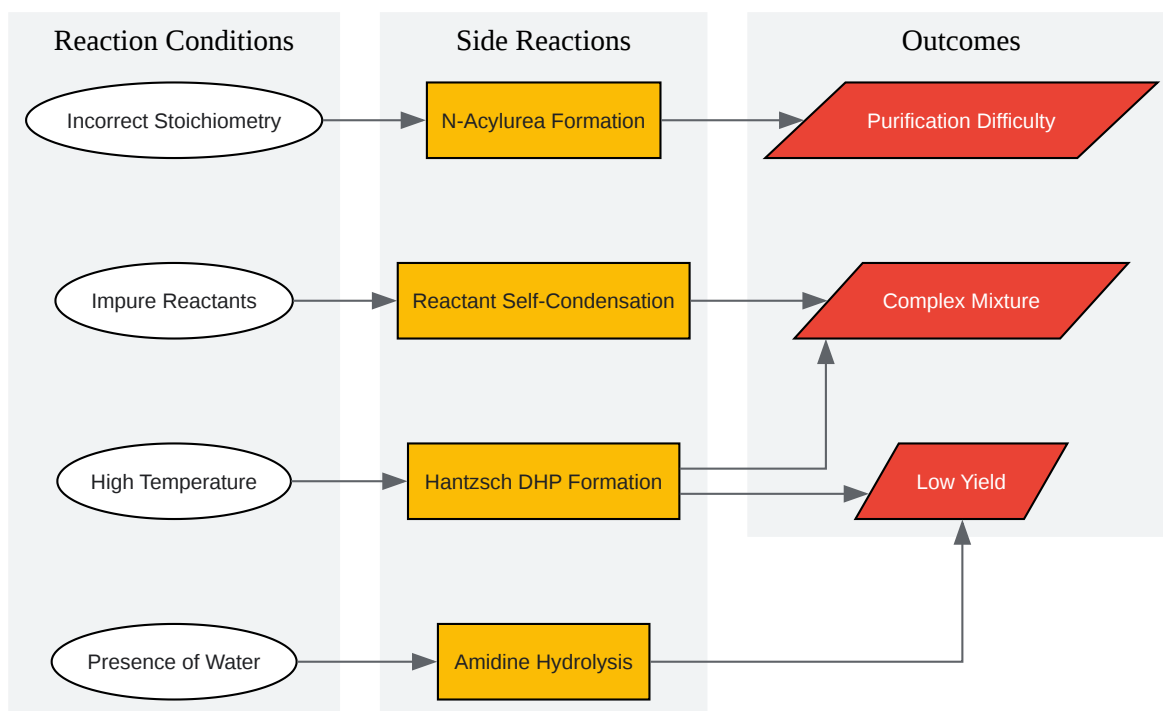 Reaction Conditions
Side Reactions
Outcomes
Incorrect Stoichiometry
N-Acylurea Formation
Purification Difficulty
Impure Reactants
Reactant Self-Condensation
Complex Mixture
High Temperature
Hantzsch DHP Formation
Low Yield
Presence of Water
Amidine Hydrolysis